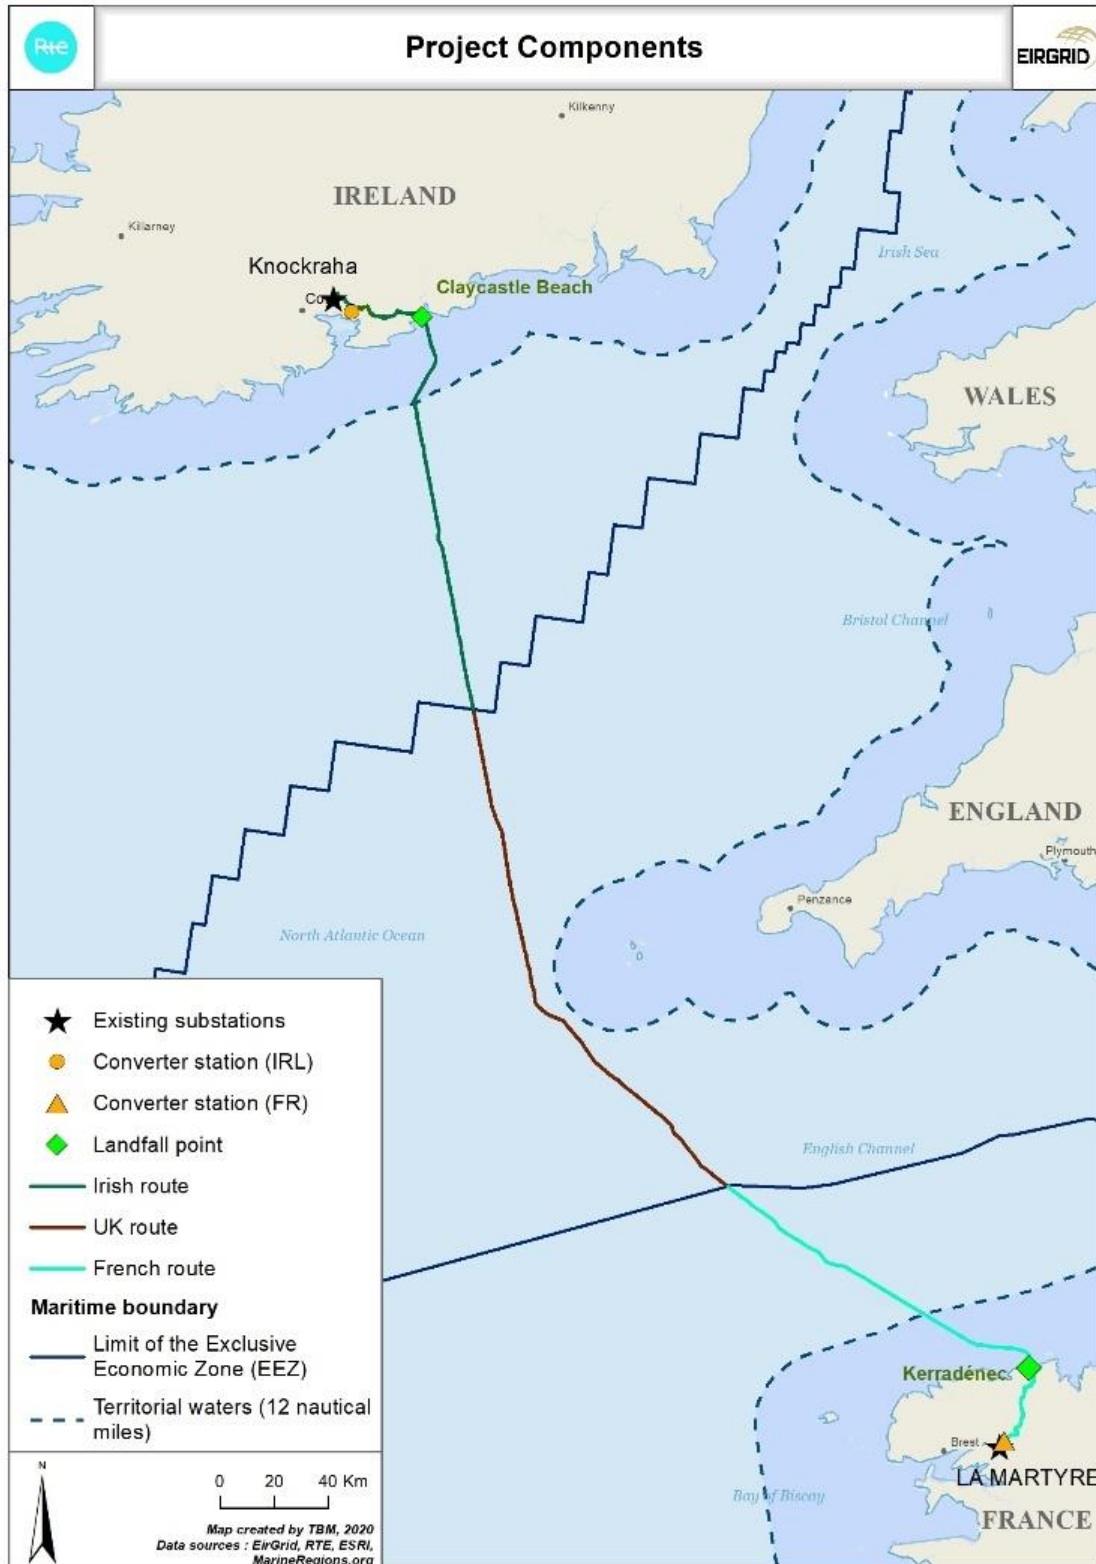 Rte
Project Components
EIRGRID
Kilkenny
IRELAND
Killarney
Irish Sea
Knockraha
Claycastle Beach
Co
WALES
Bristol Channel
ENGLAND
Plymouth
Penzance
North Atlantic Ocean
Existing substations
Converter station (IRL)
Converter station (FR)
Landfall point
Irish route
UK route
French route
Maritime boundary
Limit of the Exclusive
Economic Zone (EEZ)
Territorial waters (12 nautical
miles)
English Channel
Kerradénec
Brest
LA MARTYRE
Bay of Biscay
FRANCE
N
0 20 40 Km
Map created by TBM, 2020
Data sources : EirGrid, RTE, ESRI,
MarineRegions.org